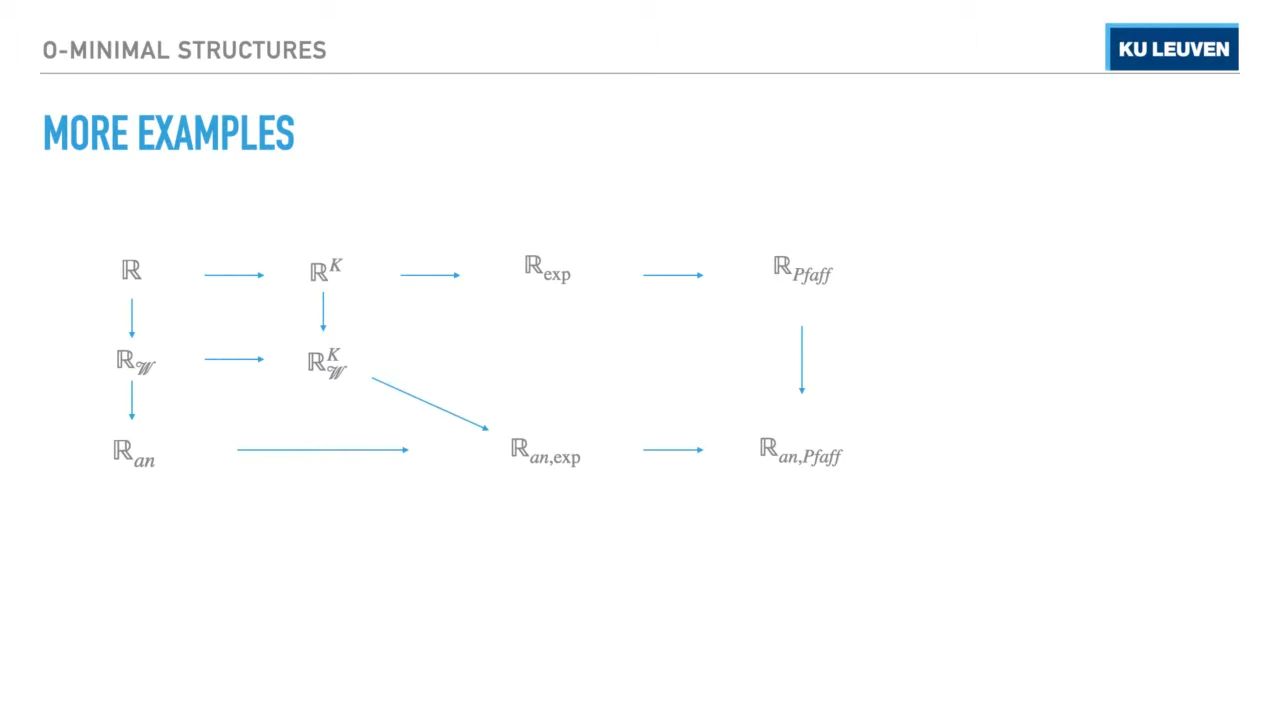 O-MINIMAL STRUCTURES
KU LEUVEN
MORE EXAMPLES
ℝ ℝ^K ℝ_exp ℝ_Pfaff
ℝ_𝒲 ℝ^K_𝒲
ℝ_an ℝ_an,exp ℝ_an,Pfaff